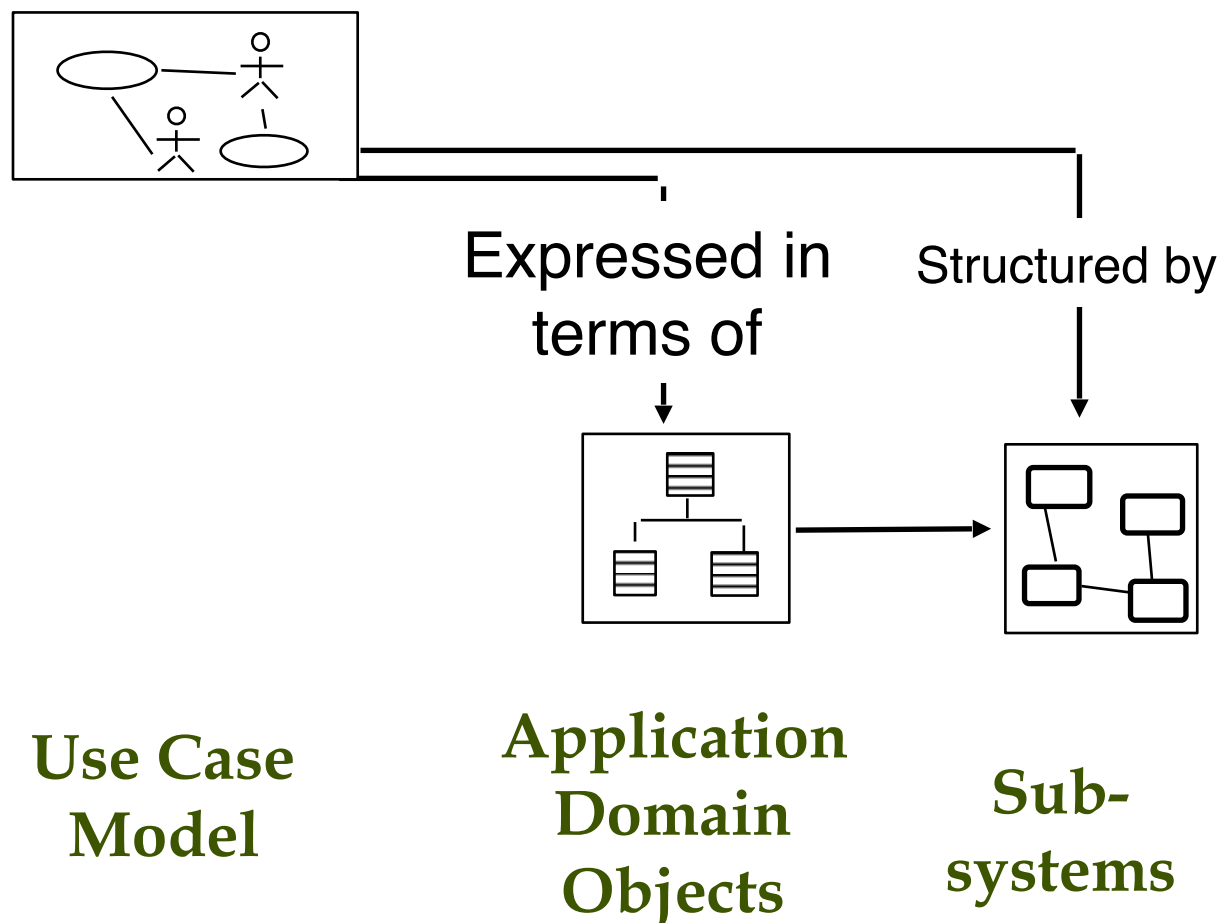 Expressed in
terms of
Structured by
Use Case
Model
Application
Domain
Objects
Sub-
systems